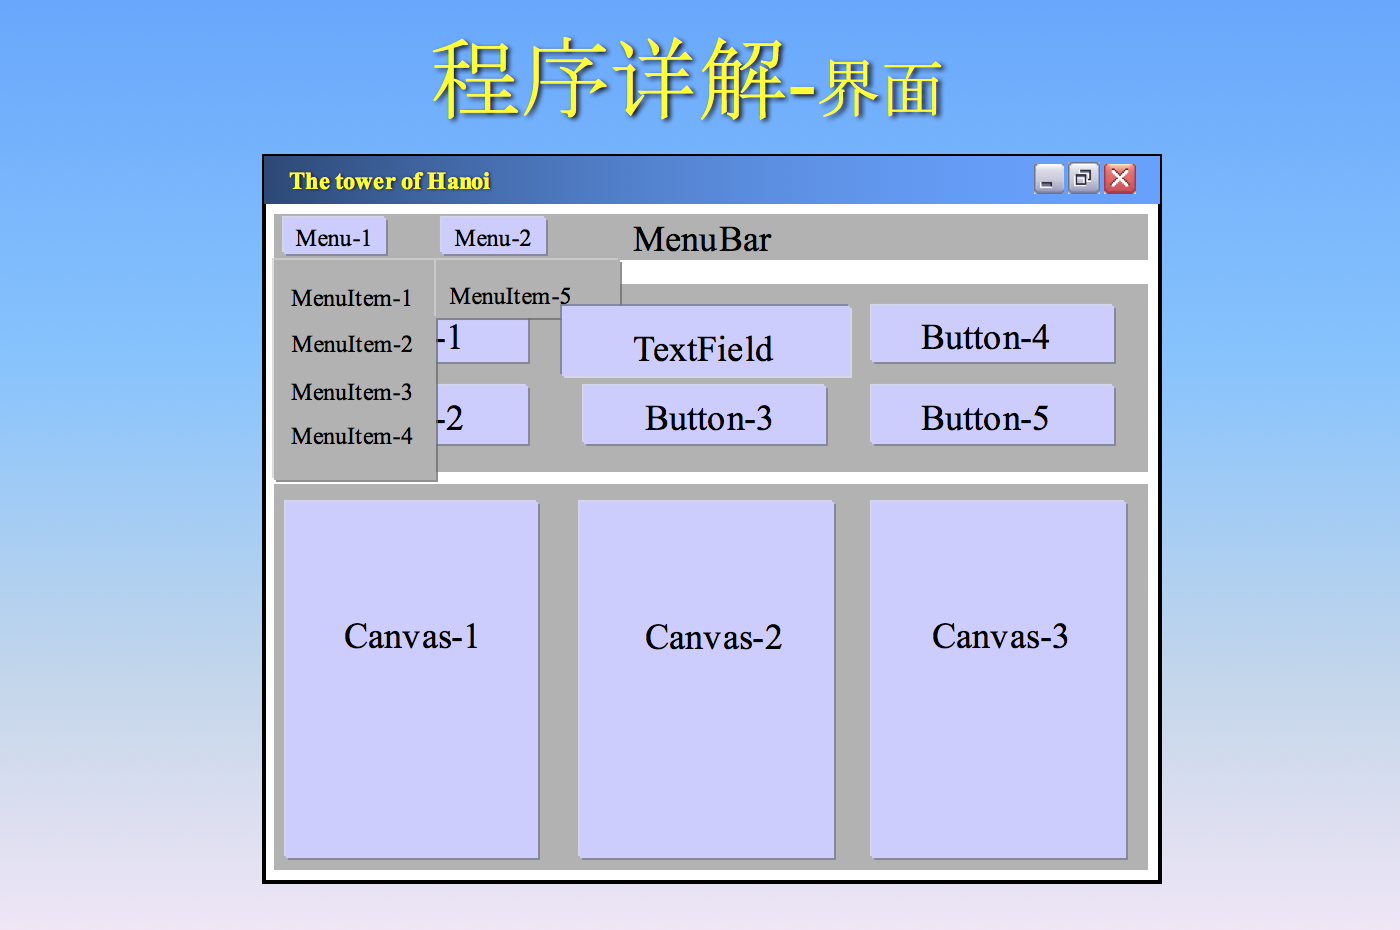 程序详解-界面
The tower of Hanoi
Menu-1 Menu-2 MenuBar
MenuItem-1 MenuItem-5
MenuItem-2
MenuItem-3
MenuItem-4
-1 TextField Button-4
-2 Button-3 Button-5
Canvas-1 Canvas-2 Canvas-3